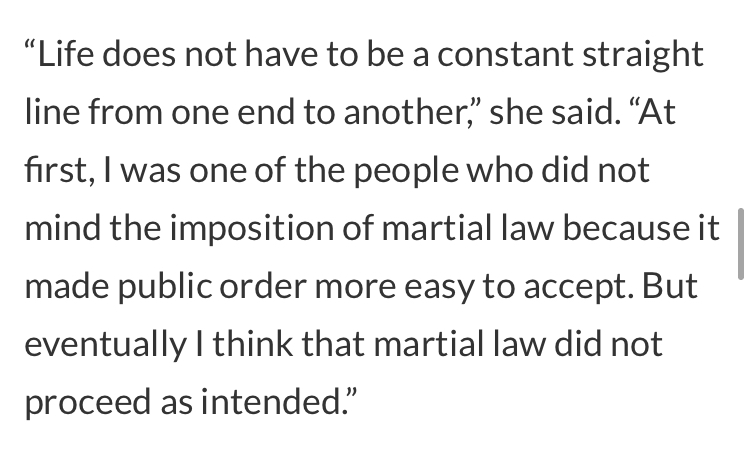 “Life does not have to be a constant straight
line from one end to another,” she said. “At
first, I was one of the people who did not
mind the imposition of martial law because it
made public order more easy to accept. But
eventually I think that martial law did not
proceed as intended.”